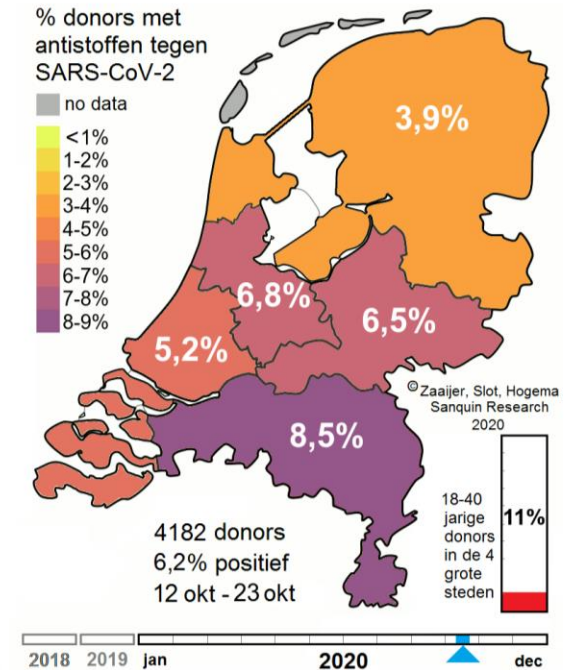 % donors met
antistoffen tegen
SARS-CoV-2
no data
<1%
1-2%
2-3%
3-4%
4-5%
5-6%
6-7%
7-8%
8-9%
3,9%
6,8%
6,5%
5,2%
8,5%
© Zaaijer, Slot, Hogema
Sanquin Research
2020
18-40
jarige
donors
in de 4
grote
steden
11%
4182 donors
6,2% positief
12 okt - 23 okt
2018 2019 jan 2020 dec